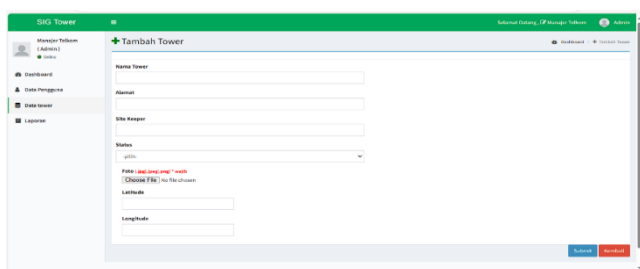 SIG Tower
Selamat Datang, Manajer Telkom
Admin
Manajer Telkom
(Admin)
Online
Dashboard
Data Pengguna
Data tower
Laporan
Tambah Tower
Dashboard
Tambah Tower
Nama Tower
Alamat
Site Keeper
Status
-pilih-
Foto (.jpg/.jpeg/.png) * wajib
Choose File No file chosen
Latitude
Longitude
Submit Kembali